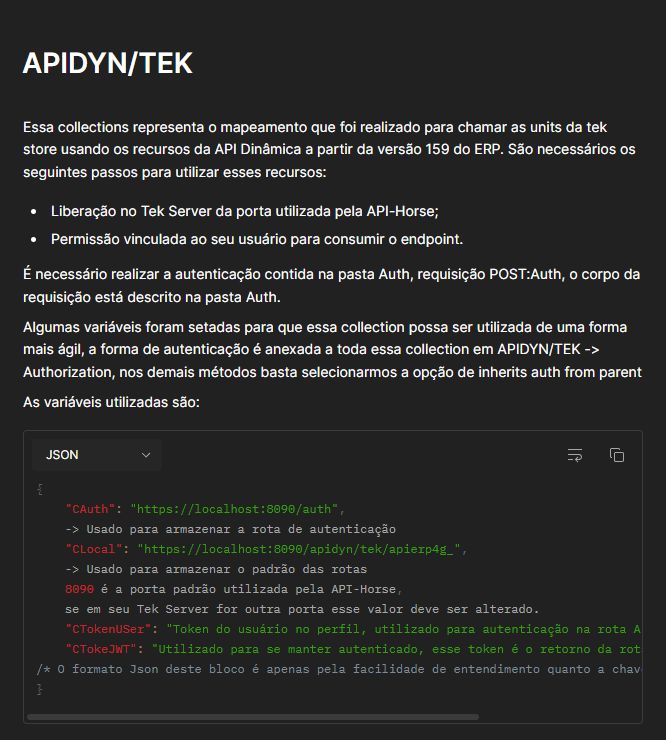 APIDYN/TEK
Essa collections representa o mapeamento que foi realizado para chamar as units da tek
store usando os recursos da API Dinâmica a partir da versão 159 do ERP. São necessários os
seguintes passos para utilizar esses recursos:
• Liberação no Tek Server da porta utilizada pela API-Horse;
• Permissão vinculada ao seu usuário para consumir o endpoint.
É necessário realizar a autenticação contida na pasta Auth, requisição POST:Auth, o corpo da
requisição está descrito na pasta Auth.
Algumas variáveis foram setadas para que essa collection possa ser utilizada de uma forma
mais ágil, a forma de autenticação é anexada a toda essa collection em APIDYN/TEK ->
Authorization, nos demais métodos basta selecionarmos a opção de inherits auth from parent
As variáveis utilizadas são:
JSON
{
"CAuth": "https://localhost:8090/auth",
-> Usado para armazenar a rota de autenticação
"CLocal": "https://localhost:8090/apidyn/tek/apierp4g_",
-> Usado para armazenar o padrão das rotas
8090 é a porta padrão utilizada pela API-Horse,
se em seu Tek Server for outra porta esse valor deve ser alterado.
"CTokenUSer": "Token do usuário no perfil, utilizado para autenticação na rota A
"CTokeJWT": "Utilizado para se manter autenticado, esse token é o retorno da rot
/* O formato Json deste bloco é apenas pela facilidade de entendimento quanto a chav
}